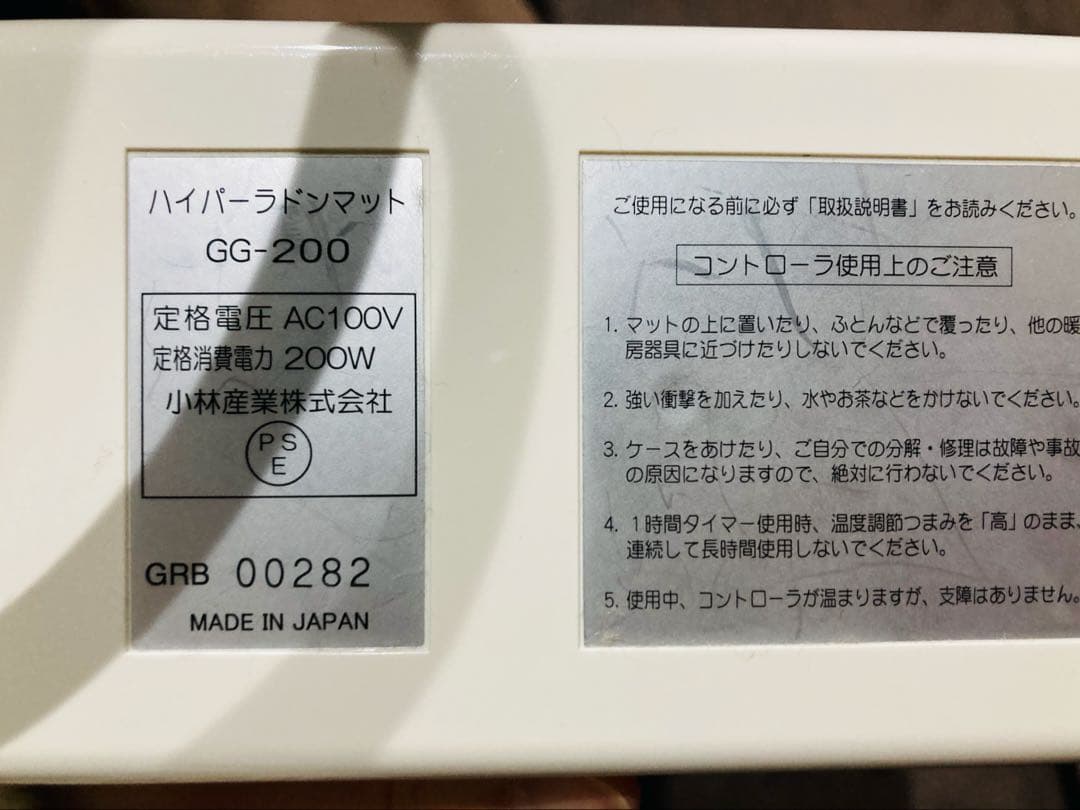 ハイパーラドンマット
GG-200
定格電圧 AC100V
定格消費電力 200W
小林産業株式会社
PS
E
GRB 00282
MADE IN JAPAN
ご使用になる前に必ず「取扱説明書」をお読みください。
コントローラ使用上のご注意
1. マットの上に置いたり、ふとんなどで覆ったり、他の暖
房器具に近づけたりしないでください。
2. 強い衝撃を加えたり、水やお茶などをかけないでください。
3. ケースをあけたり、ご自分での分解・修理は故障や事故
の原因になりますので、絶対に行わないでください。
4. 1時間タイマー使用時、温度調節つまみを「高」のまま、
連続して長時間使用しないでください。
5. 使用中、コントローラが温まりますが、支障はありません。